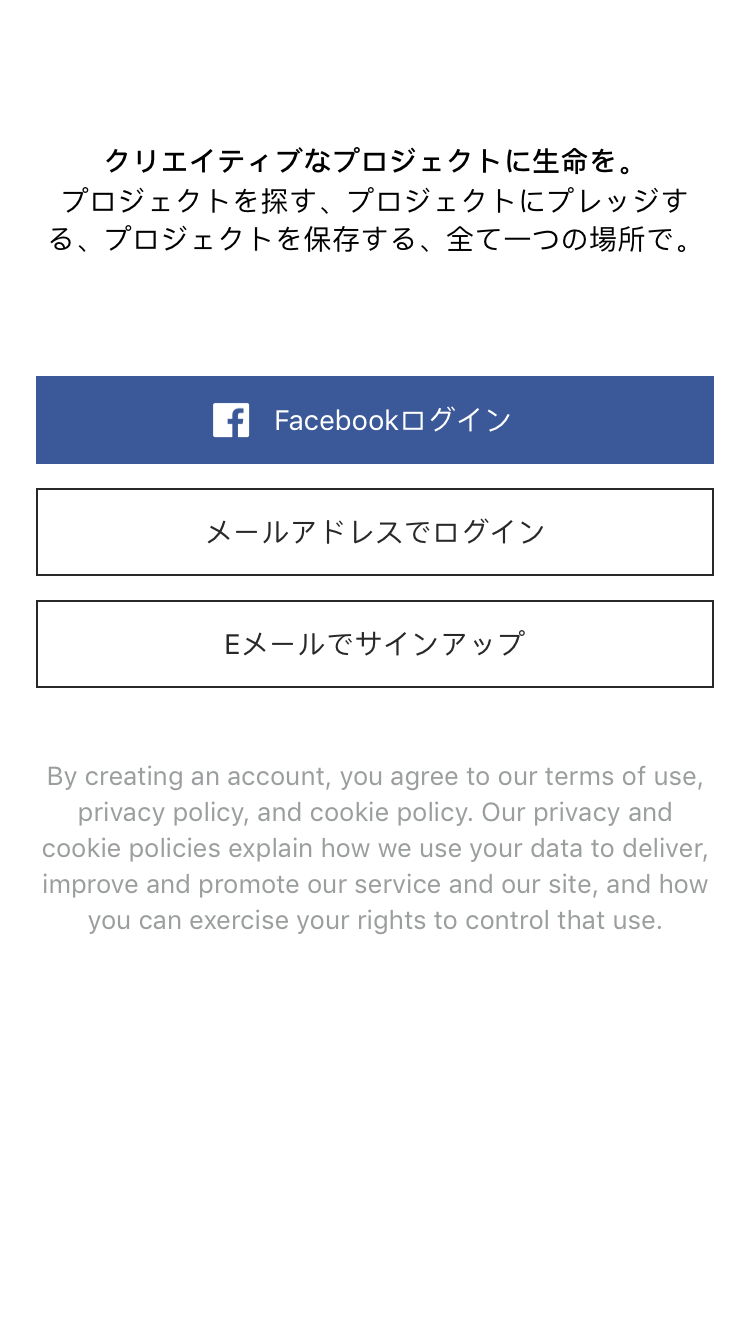 クリエイティブなプロジェクトに生命を。
プロジェクトを探す、プロジェクトにプレッジす
る、プロジェクトを保存する、全て一つの場所で。
Facebookログイン
メールアドレスでログイン
Eメールでサインアップ
By creating an account, you agree to our terms of use,
privacy policy, and cookie policy. Our privacy and
cookie policies explain how we use your data to deliver,
improve and promote our service and our site, and how
you can exercise your rights to control that use.